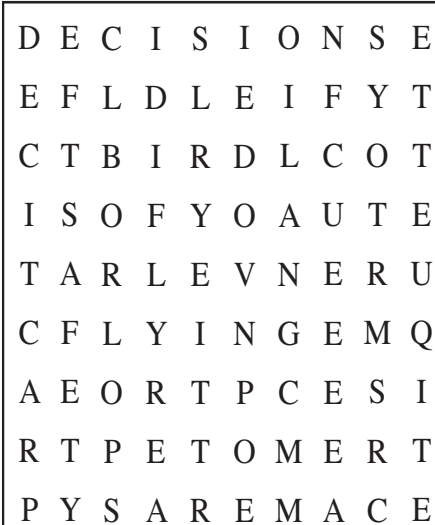 D E C I S I O N S E
E F L D L E I F Y T
C T B I R D L C O T
I S O F Y O A U T E
T A R L E V N E R U
C F L Y I N G E M Q
A E O R T P C E S I
R T P E T O M E R T
P Y S A R E M A C E